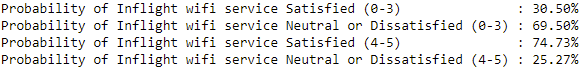 Probability of Inflight wifi service Satisfied (0-3) : 30.50%
Probability of Inflight wifi service Neutral or Dissatisfied (0-3) : 69.50%
Probability of Inflight wifi service Satisfied (4-5) : 74.73%
Probability of Inflight wifi service Neutral or Dissatisfied (4-5) : 25.27%